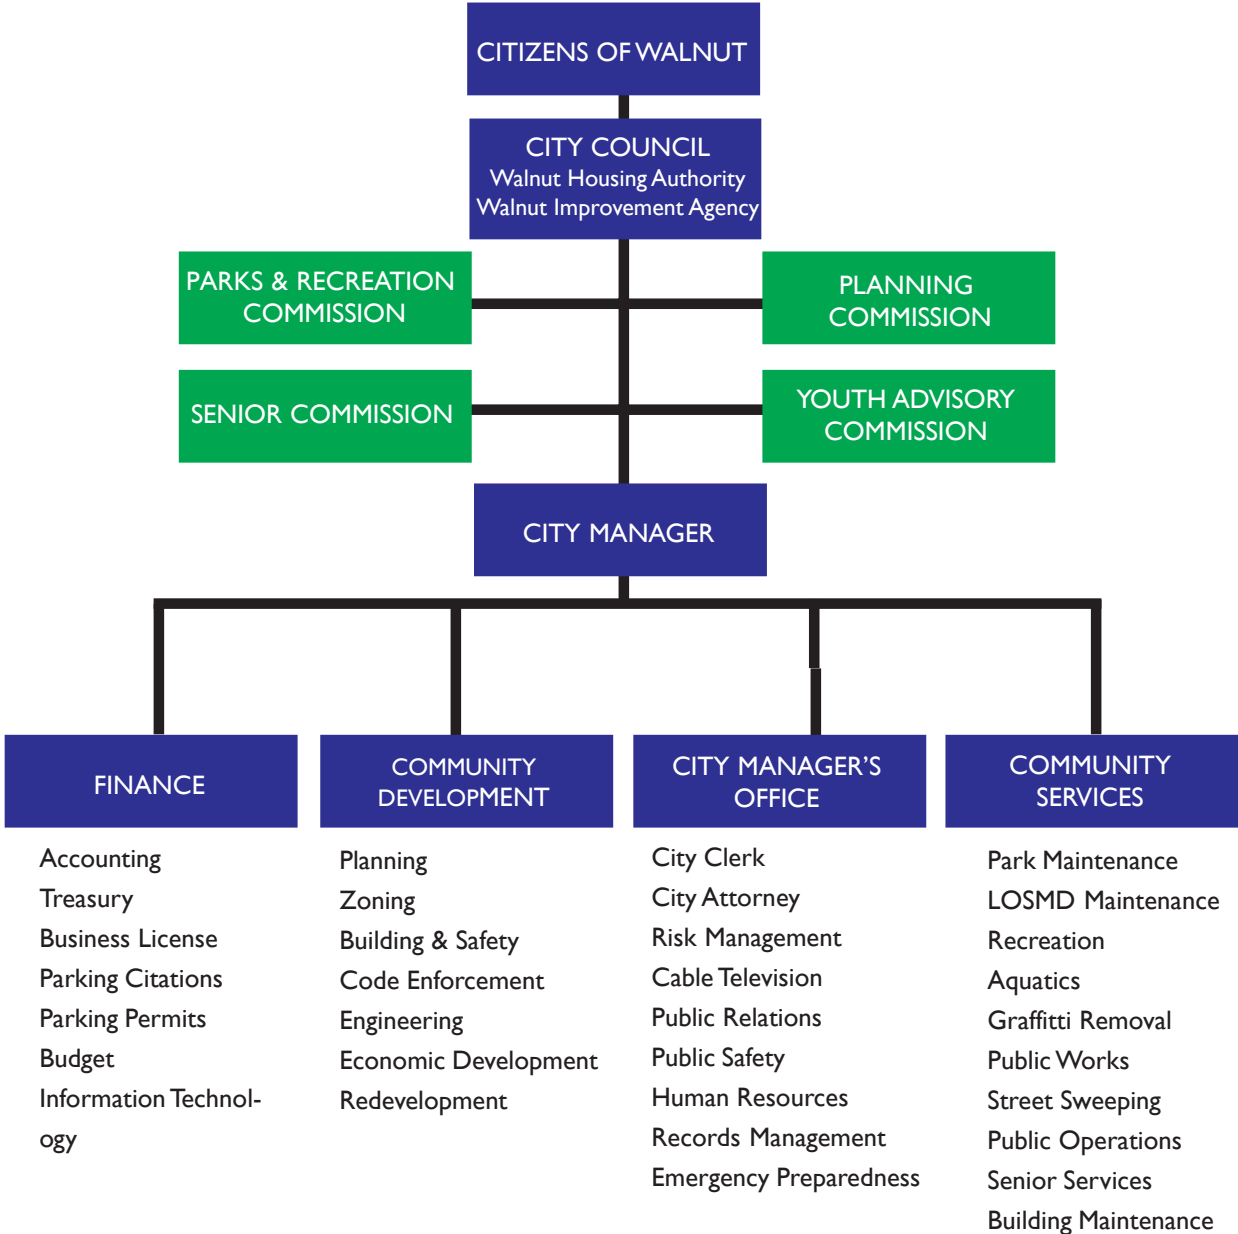 CITIZENS OF WALNUT
CITY COUNCIL
Walnut Housing Authority
Walnut Improvement Agency
PARKS & RECREATION
COMMISSION
PLANNING
COMMISSION
SENIOR COMMISSION
YOUTH ADVISORY
COMMISSION
CITY MANAGER
FINANCE
Accounting
Treasury
Business License
Parking Citations
Parking Permits
Budget
Information Technol-
ogy
COMMUNITY
DEVELOPMENT
Planning
Zoning
Building & Safety
Code Enforcement
Engineering
Economic Development
Redevelopment
CITY MANAGER’S
OFFICE
City Clerk
City Attorney
Risk Management
Cable Television
Public Relations
Public Safety
Human Resources
Records Management
Emergency Preparedness
COMMUNITY
SERVICES
Park Maintenance
LOSMD Maintenance
Recreation
Aquatics
Graffitti Removal
Public Works
Street Sweeping
Public Operations
Senior Services
Building Maintenance